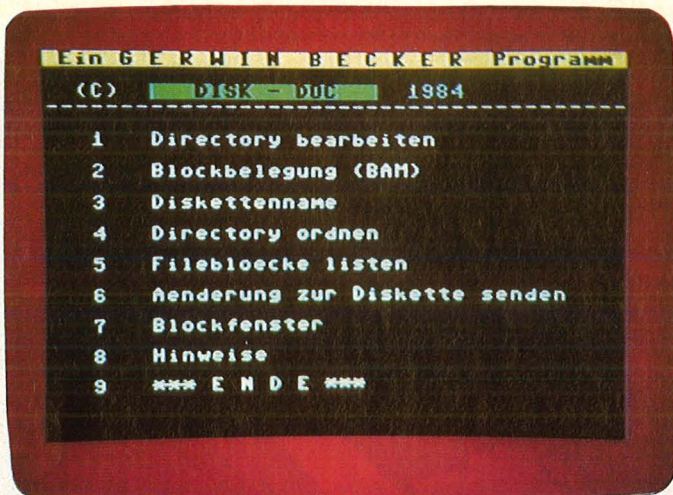 Ein G E R W I N B E C K E R Programm
(C) DISK - DOC 1984
1 Directory bearbeiten
2 Blockbelegung (BAM)
3 Diskettenname
4 Directory ordnen
5 Filebloecke listen
6 Aenderung zur Diskette senden
7 Blockfenster
8 Hinweise
9 *** E N D E ***